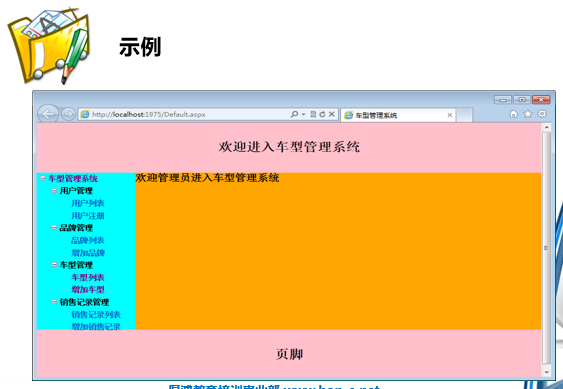 示例
http://localhost:1975/Default.aspx
车型管理系统
欢迎进入车型管理系统
车型管理系统
用户管理
用户列表
用户注册
品牌管理
品牌列表
增加品牌
车型管理
车型列表
增加车型
销售记录管理
销售记录列表
增加销售记录
欢迎管理员进入车型管理系统
页脚